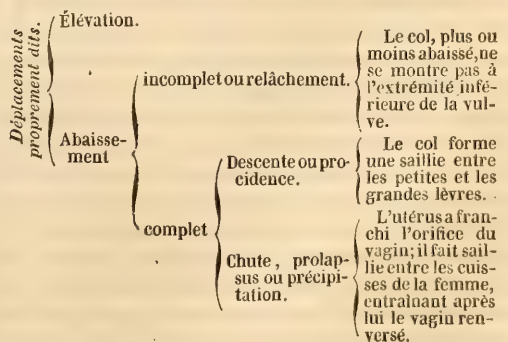 Déplacements
proprement dits.
Élévation.
Abaisse-
ment
incomplet ou relâchement.
Le col, plus ou
moins abaissé, ne
se montre pas à
l'extrémité infé-
rieure de la vul-
ve.
complet
Descente ou pro-
cidence.
Le col forme
une saillie entre
les petites et les
grandes lèvres.
Chute, prolap-
sus ou précipi-
tation.
L'utérus a fran-
chi l'orifice du
vagin; il fait sail-
lie entre les cuis-
ses de la femme,
entraînant après
lui le vagin ren-
versé.